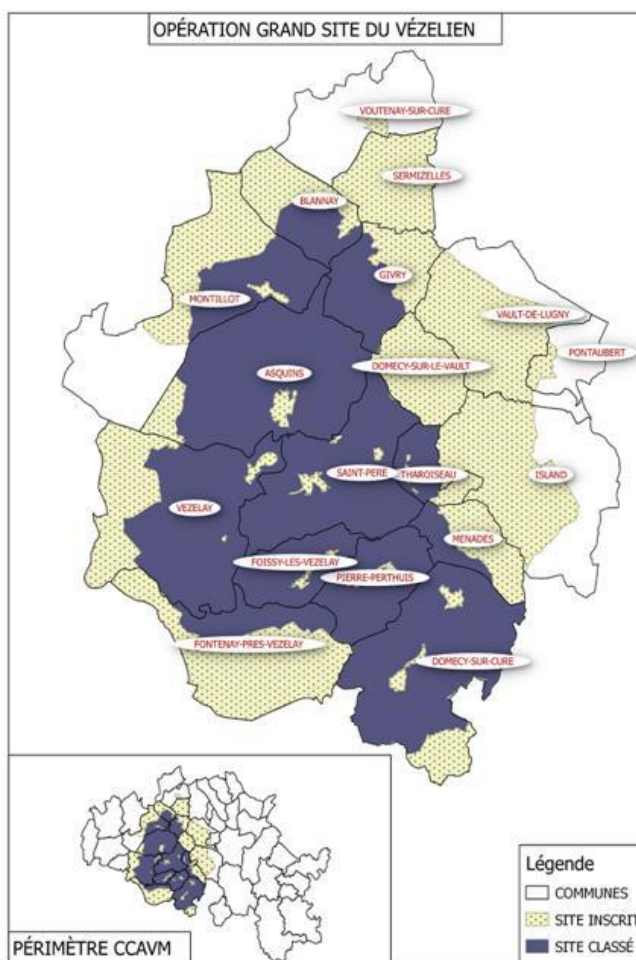 OPÉRATION GRAND SITE DU VÉZELIEN
VOUTENAY-SUR-CURE
SERMIZELLES
BLANNAY
GIVRY
MONTILLOT
VAULT-DE-LUGNY
PONTAUBERT
DOMECY-SUR-LE-VAULT
ASQUINS
SAINT-PERE
THAROISEAU
ISLAND
VEZELAY
MENADES
FOISSY-LES-VEZELAY
PIERRE-PERTHUIS
FONTENAY-PRES-VEZELAY
DOMECY-SUR-CURE
Légende
COMMUNES
SITE INSCRIT
SITE CLASSÉ
PÉRIMÈTRE CCAVM